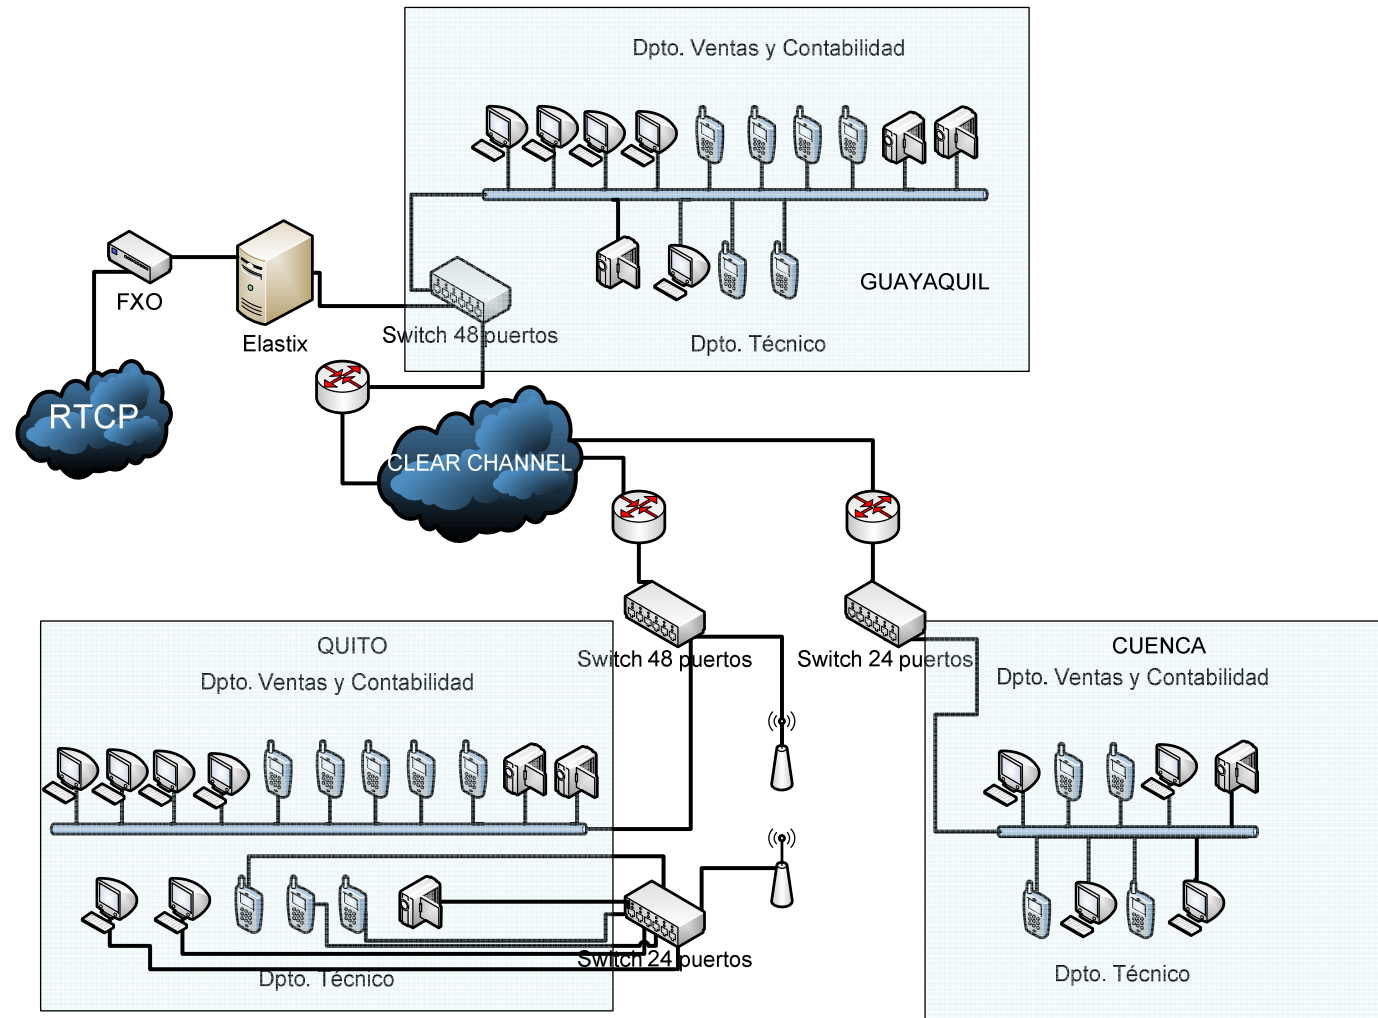 Dpto. Ventas y Contabilidad
GUAYAQUIL
FXO
Elastix
Switch 48 puertos
Dpto. Técnico
RTCP
CLEAR CHANNEL
QUITO
Switch 48 puertos
Switch 24 puertos
CUENCA
Dpto. Ventas y Contabilidad
Dpto. Ventas y Contabilidad
Switch 24 puertos
Dpto. Técnico
Dpto. Técnico